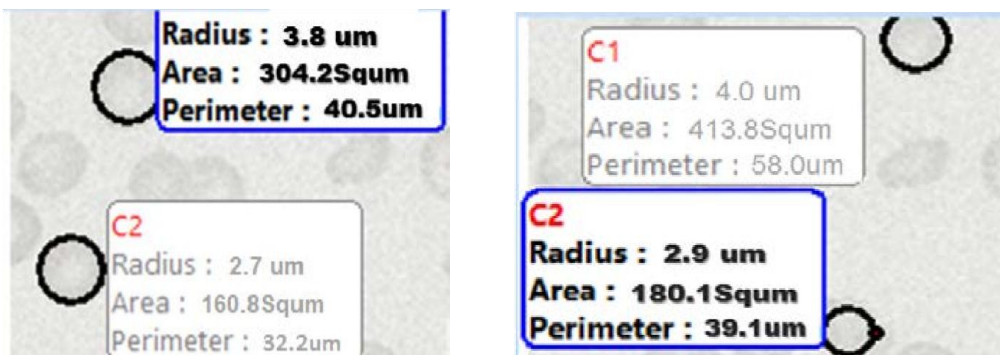 Radius : 3.8 um
Area : 304.2Squm
Perimeter : 40.5um
C2
Radius : 2.7 um
Area : 160.8Squm
Perimeter : 32.2um
C1
Radius : 4.0 um
Area : 413.8Squm
Perimeter : 58.0um
C2
Radius : 2.9 um
Area : 180.1Squm
Perimeter : 39.1um